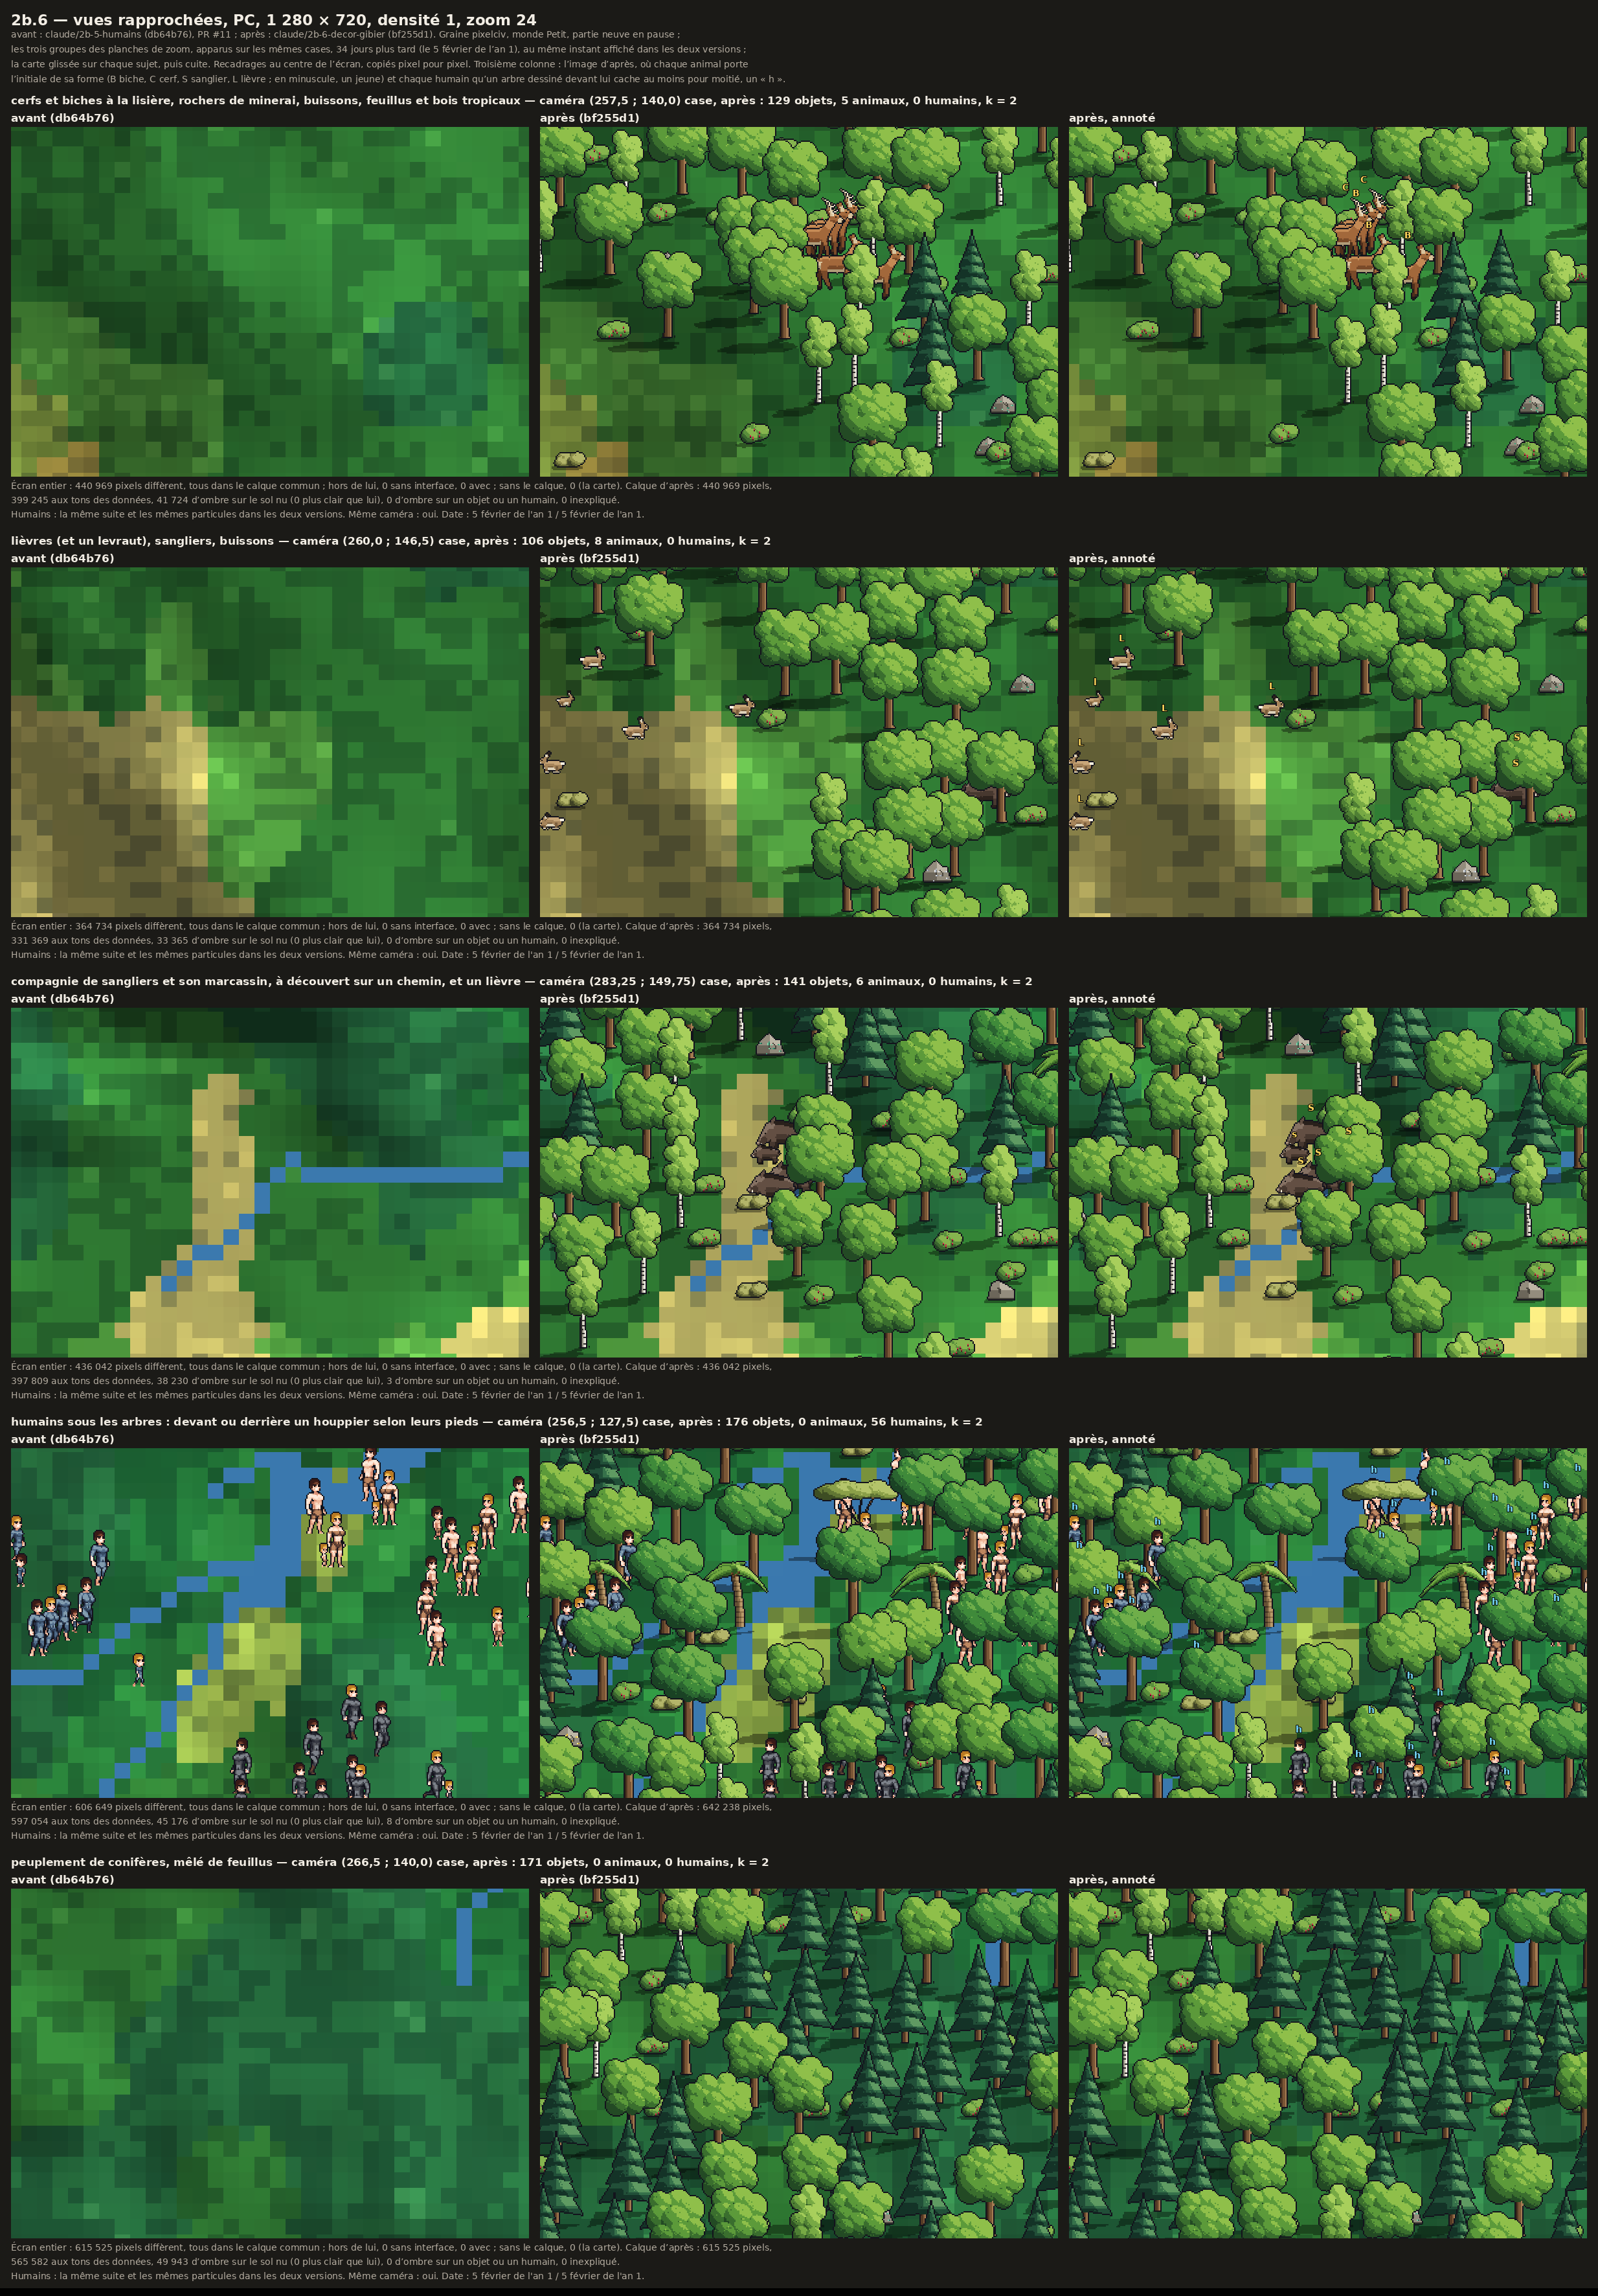 2b.6 — vues rapprochées, PC, 1 280 × 720, densité 1, zoom 24
avant : claude/2b-5-humains (db64b76), PR #11 ; après : claude/2b-6-decor-gibier (bf255d1). Graine pixelciv, monde Petit, partie neuve en pause ;
les trois groupes des planches de zoom, apparus sur les mêmes cases, 34 jours plus tard (le 5 février de l’an 1), au même instant affiché dans les deux versions ;
la carte glissée sur chaque sujet, puis cuite. Recadrages au centre de l’écran, copiés pixel pour pixel. Troisième colonne : l’image d’après, où chaque animal porte
l’initiale de sa forme (B biche, C cerf, S sanglier, L lièvre ; en minuscule, un jeune) et chaque humain qu’un arbre dessiné devant lui cache au moins pour moitié, un « h ».
cerfs et biches à la lisière, rochers de minerai, buissons, feuillus et bois tropicaux — caméra (257,5 ; 140,0) case, après : 129 objets, 5 animaux, 0 humains, k = 2
avant (db64b76) après (bf255d1) après, annoté
C C B B B
Écran entier : 440 969 pixels diffèrent, tous dans le calque commun ; hors de lui, 0 sans interface, 0 avec ; sans le calque, 0 (la carte). Calque d’après : 440 969 pixels,
399 245 aux tons des données, 41 724 d’ombre sur le sol nu (0 plus clair que lui), 0 d’ombre sur un objet ou un humain, 0 inexpliqué.
Humains : la même suite et les mêmes particules dans les deux versions. Même caméra : oui. Date : 5 février de l'an 1 / 5 février de l'an 1.
lièvres (et un levraut), sangliers, buissons — caméra (260,0 ; 146,5) case, après : 106 objets, 8 animaux, 0 humains, k = 2
avant (db64b76) après (bf255d1) après, annoté
L l L L L L S S
Écran entier : 364 734 pixels diffèrent, tous dans le calque commun ; hors de lui, 0 sans interface, 0 avec ; sans le calque, 0 (la carte). Calque d’après : 364 734 pixels,
331 369 aux tons des données, 33 365 d’ombre sur le sol nu (0 plus clair que lui), 0 d’ombre sur un objet ou un humain, 0 inexpliqué.
Humains : la même suite et les mêmes particules dans les deux versions. Même caméra : oui. Date : 5 février de l'an 1 / 5 février de l'an 1.
compagnie de sangliers et son marcassin, à découvert sur un chemin, et un lièvre — caméra (283,25 ; 149,75) case, après : 141 objets, 6 animaux, 0 humains, k = 2
avant (db64b76) après (bf255d1) après, annoté
S S S
Écran entier : 436 042 pixels diffèrent, tous dans le calque commun ; hors de lui, 0 sans interface, 0 avec ; sans le calque, 0 (la carte). Calque d’après : 436 042 pixels,
397 809 aux tons des données, 38 230 d’ombre sur le sol nu (0 plus clair que lui), 3 d’ombre sur un objet ou un humain, 0 inexpliqué.
Humains : la même suite et les mêmes particules dans les deux versions. Même caméra : oui. Date : 5 février de l'an 1 / 5 février de l'an 1.
humains sous les arbres : devant ou derrière un houppier selon leurs pieds — caméra (256,5 ; 127,5) case, après : 176 objets, 0 animaux, 56 humains, k = 2
avant (db64b76) après (bf255d1) après, annoté
h h h h h h h h
Écran entier : 606 649 pixels diffèrent, tous dans le calque commun ; hors de lui, 0 sans interface, 0 avec ; sans le calque, 0 (la carte). Calque d’après : 642 238 pixels,
597 054 aux tons des données, 45 176 d’ombre sur le sol nu (0 plus clair que lui), 8 d’ombre sur un objet ou un humain, 0 inexpliqué.
Humains : la même suite et les mêmes particules dans les deux versions. Même caméra : oui. Date : 5 février de l'an 1 / 5 février de l'an 1.
peuplement de conifères, mêlé de feuillus — caméra (266,5 ; 140,0) case, après : 171 objets, 0 animaux, 0 humains, k = 2
avant (db64b76) après (bf255d1) après, annoté
Écran entier : 615 525 pixels diffèrent, tous dans le calque commun ; hors de lui, 0 sans interface, 0 avec ; sans le calque, 0 (la carte). Calque d’après : 615 525 pixels,
565 582 aux tons des données, 49 943 d’ombre sur le sol nu (0 plus clair que lui), 0 d’ombre sur un objet ou un humain, 0 inexpliqué.
Humains : la même suite et les mêmes particules dans les deux versions. Même caméra : oui. Date : 5 février de l'an 1 / 5 février de l'an 1.